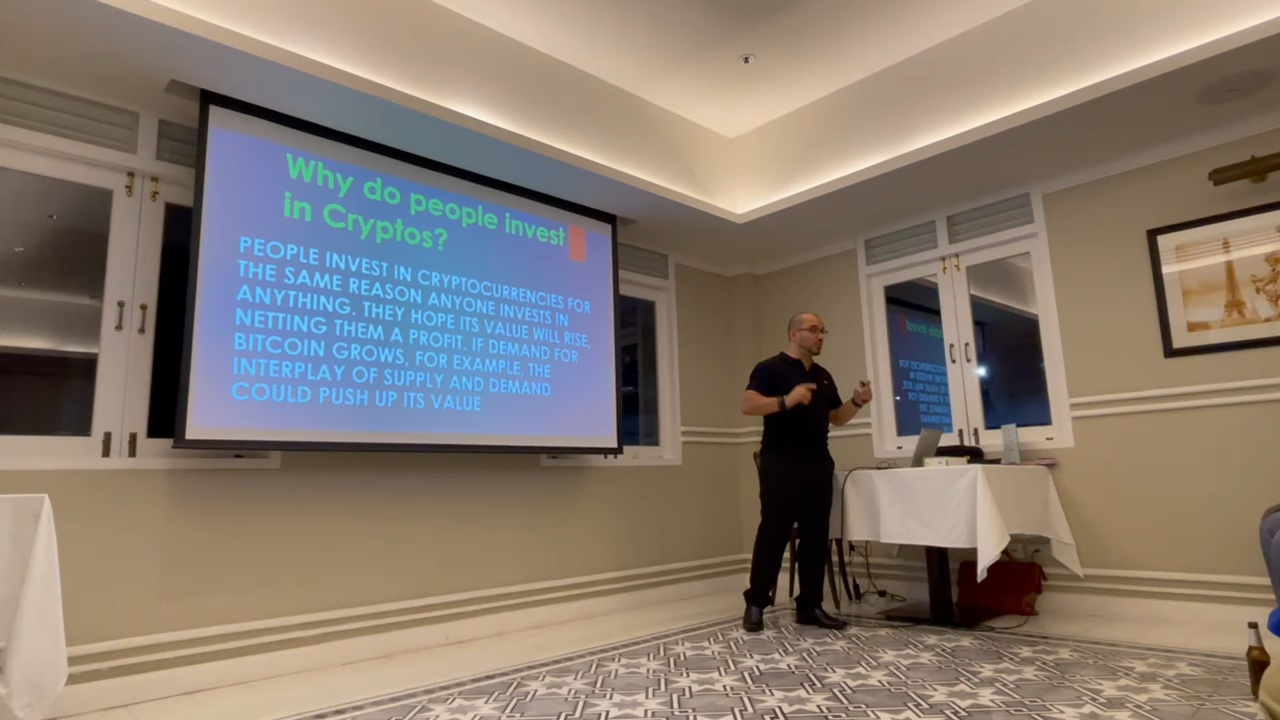 Why do people invest
in Cryptos?
PEOPLE INVEST IN CRYPTOCURRENCIES FOR
THE SAME REASON ANYONE INVESTS IN
ANYTHING. THEY HOPE ITS VALUE WILL RISE,
NETTING THEM A PROFIT. IF DEMAND FOR
BITCOIN GROWS, FOR EXAMPLE, THE
INTERPLAY OF SUPPLY AND DEMAND
COULD PUSH UP ITS VALUE